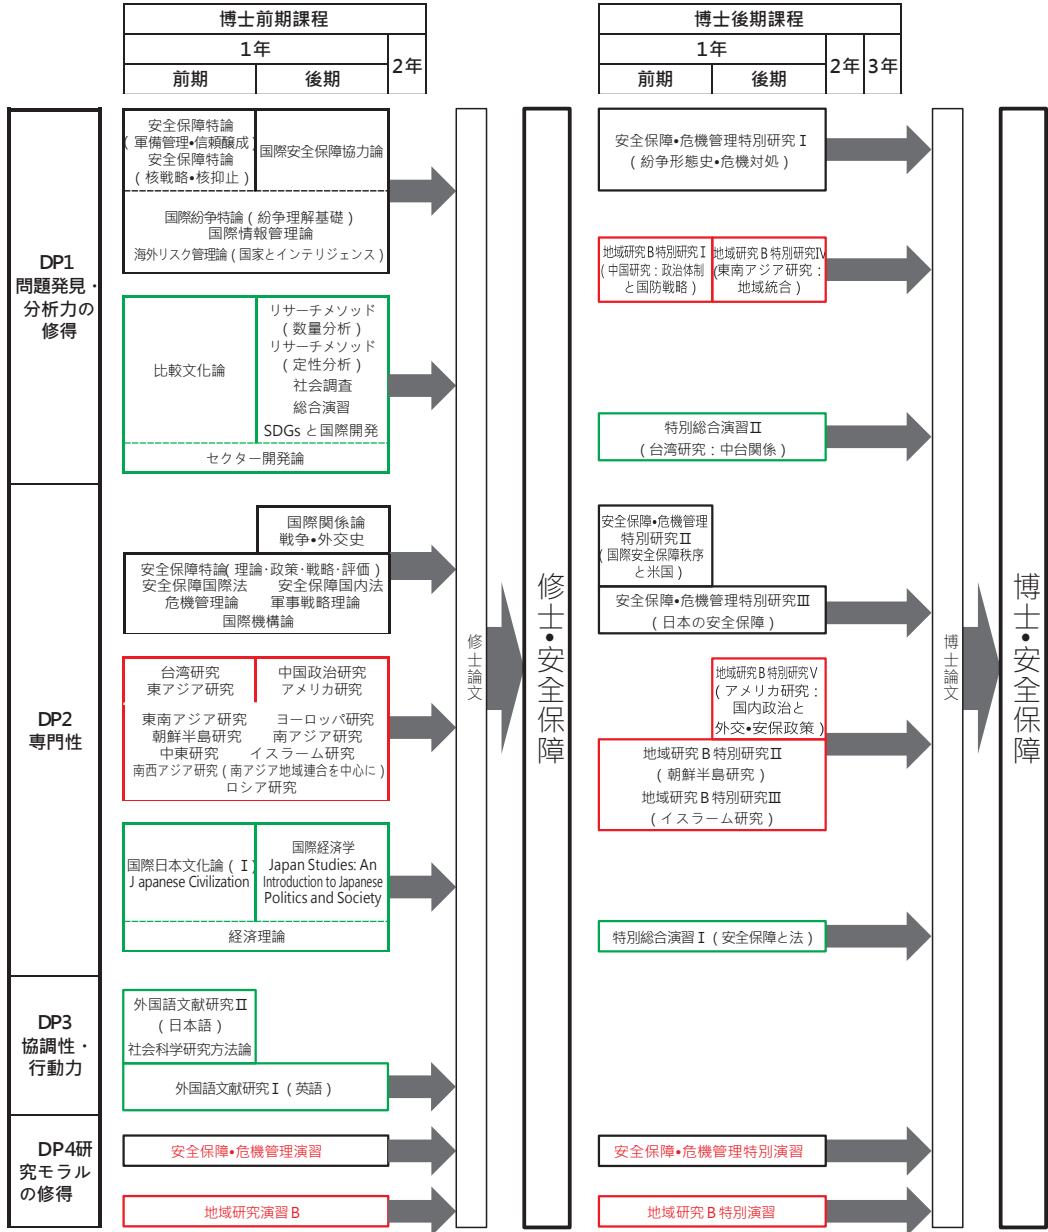 博士前期課程
1年
2年
前期
後期
博士後期課程
1年
2年
3年
前期
後期
DP1
問題発見・
分析力の
修得
安全保障特論
(軍備管理•信頼醸成)
安全保障特論
(核戦略•核抑止)
国際安全保障協力論
国際紛争特論(紛争理解基礎)
国際情報管理論
海外リスク管理論(国家とインテリジェンス)
比較文化論
リサーチメソッド
(数量分析)
リサーチメソッド
(定性分析)
社会調査
総合演習
SDGs と国際開発
セクター開発論
安全保障•危機管理特別研究Ⅰ
(紛争形態史•危機対処)
地域研究B特別研究Ⅰ
(中国研究：政治体制
と国防戦略)
地域研究B特別研究Ⅳ
(東南アジア研究：
地域統合)
特別総合演習Ⅱ
(台湾研究：中台関係)
DP2
専門性
国際関係論
戦争•外交史
安全保障特論(理論･政策･戦略･評価)
安全保障国際法 安全保障国内法
危機管理論 軍事戦略理論
国際機構論
台湾研究
東アジア研究
中国政治研究
アメリカ研究
東南アジア研究 ヨーロッパ研究
朝鮮半島研究 南アジア研究
中東研究 イスラーム研究
南西アジア研究(南アジア地域連合を中心に)
ロシア研究
国際日本文化論(Ⅰ)
Japanese Civilization
国際経済学
Japan Studies: An
Introduction to Japanese
Politics and Society
経済理論
安全保障•危機管理
特別研究Ⅱ
(国際安全保障秩序
と米国)
安全保障•危機管理特別研究Ⅲ
(日本の安全保障)
地域研究B特別研究Ⅴ
(アメリカ研究：
国内政治と
外交•安保政策)
地域研究B特別研究Ⅱ
(朝鮮半島研究)
地域研究B特別研究Ⅲ
(イスラーム研究)
特別総合演習Ⅰ(安全保障と法)
DP3
協調性・
行動力
外国語文献研究Ⅱ
(日本語)
社会科学研究方法論
外国語文献研究Ⅰ(英語)
DP4研
究モラル
の修得
安全保障•危機管理演習
地域研究演習B
安全保障•危機管理特別演習
地域研究B特別演習
修士論文
修士•安全保障
博士論文
博士•安全保障